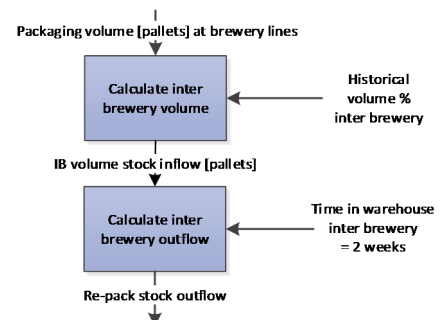 Packaging volume [pallets] at brewery lines
Calculate inter
brewery volume
Historical
volume %
inter brewery
IB volume stock inflow [pallets]
Calculate inter
brewery outflow
Time in warehouse
inter brewery
= 2 weeks
Re-pack stock outflow